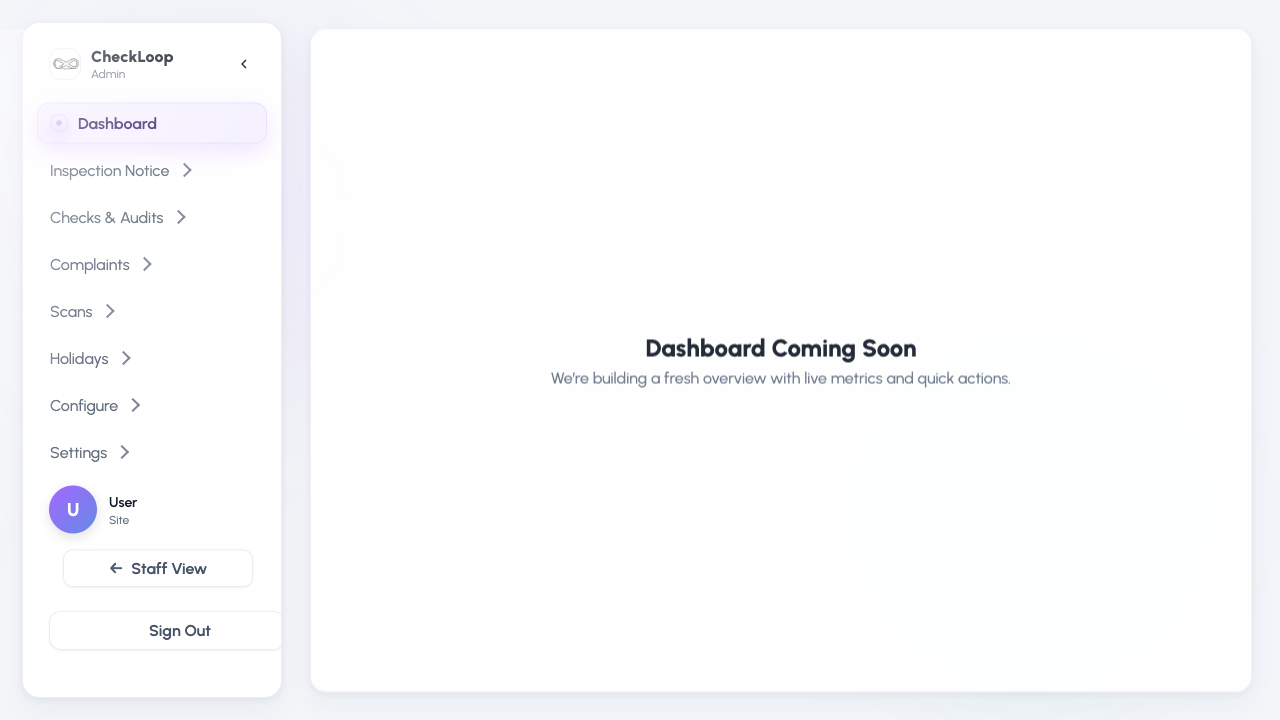 CheckLoop
Admin
Dashboard
Inspection Notice
Checks & Audits
Complaints
Scans
Holidays
Configure
Settings
U
User
Site
Staff View
Sign Out
Dashboard Coming Soon
We're building a fresh overview with live metrics and quick actions.